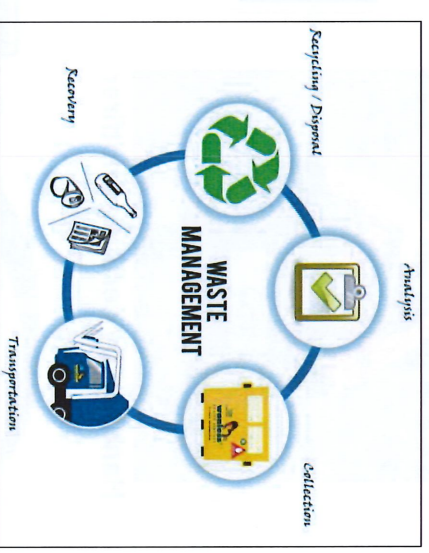 Analysis
Recycling / Disposal
WASTE
MANAGEMENT
Collection
Recovery
Transportation